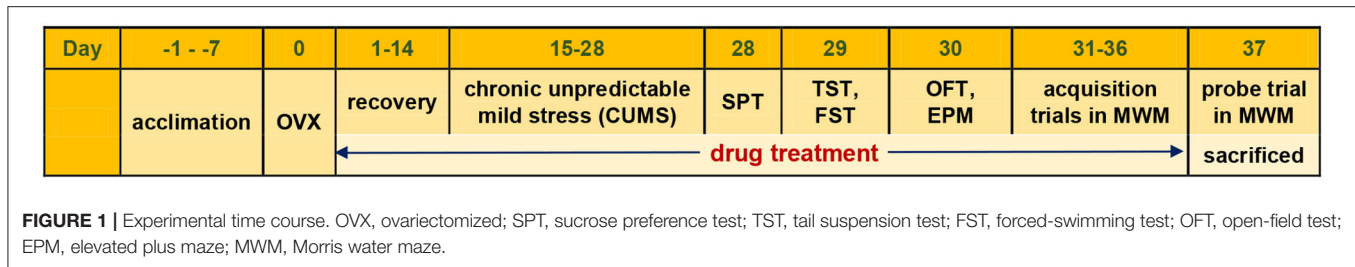 Day -1 - -7 0 1-14 15-28 28 29 30 31-36 37
acclimation OVX recovery chronic unpredictable mild stress (CUMS) SPT TST, FST OFT, EPM acquisition trials in MWM probe trial in MWM
drug treatment sacrificed
FIGURE 1 | Experimental time course. OVX, ovariectomized; SPT, sucrose preference test; TST, tail suspension test; FST, forced-swimming test; OFT, open-field test;
EPM, elevated plus maze; MWM, Morris water maze.